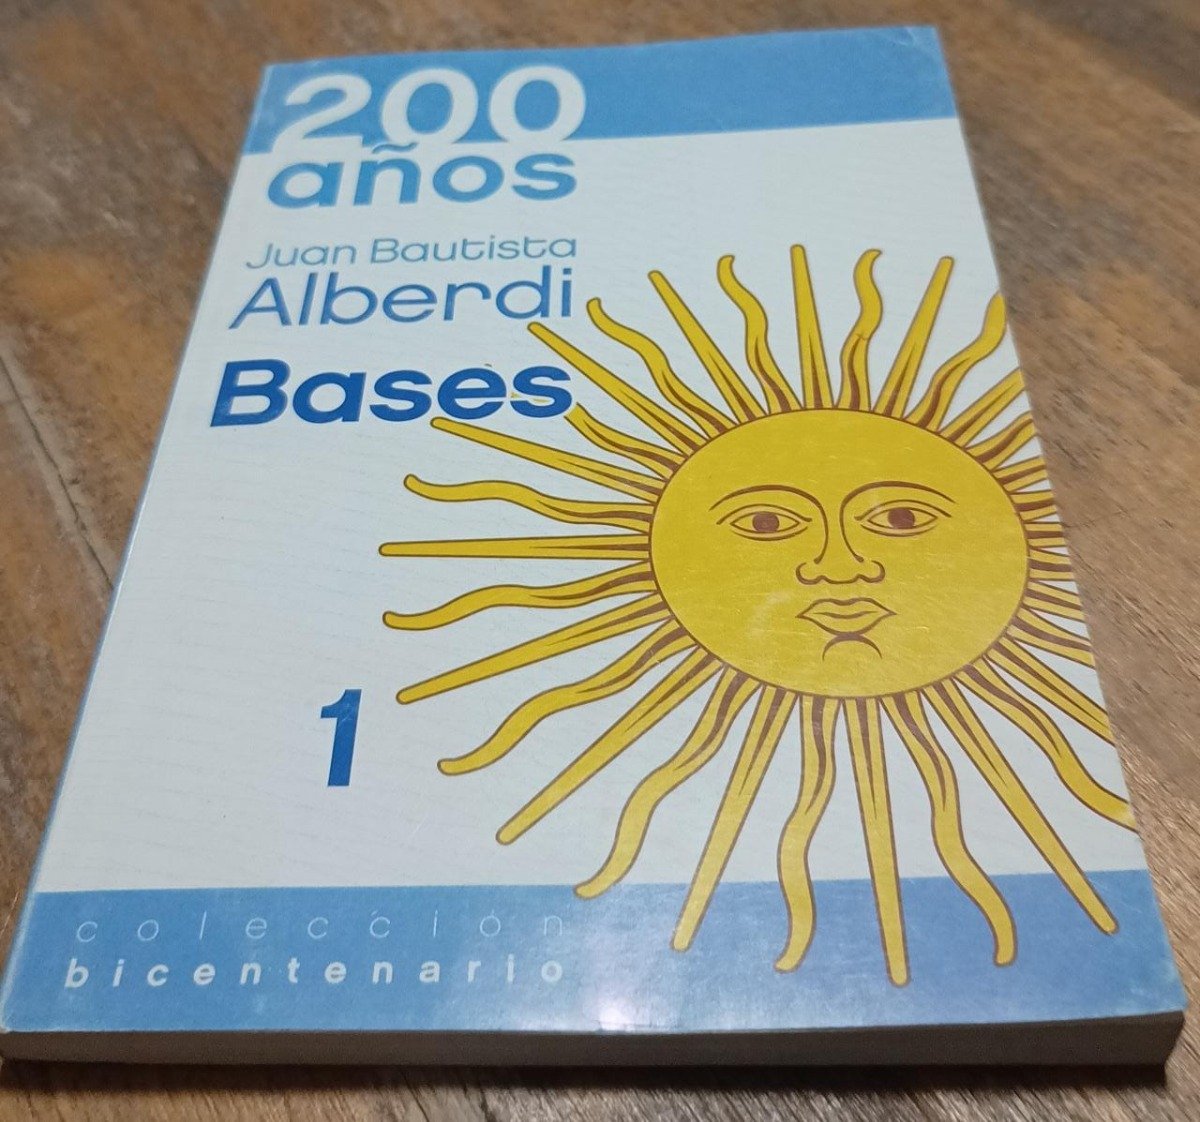 200
años
Juan Bautista
Alberdi
Bases
1
colección
bicentenario